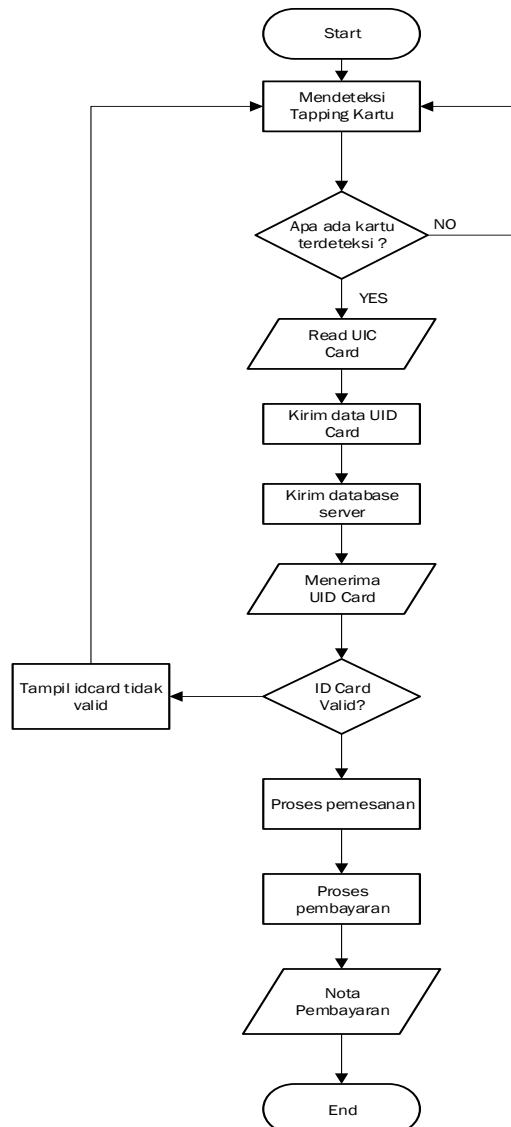 Start
Mendeteksi
Tapping Kartu
Apa ada kartu
terdeteksi ?
NO
YES
Read UIC
Card
Kirim data UID
Card
Kirim database
server
Menerima
UID Card
Tampil idcard tidak
valid
ID Card
Valid?
Proses pemesanan
Proses
pembayaran
Nota
Pembayaran
End